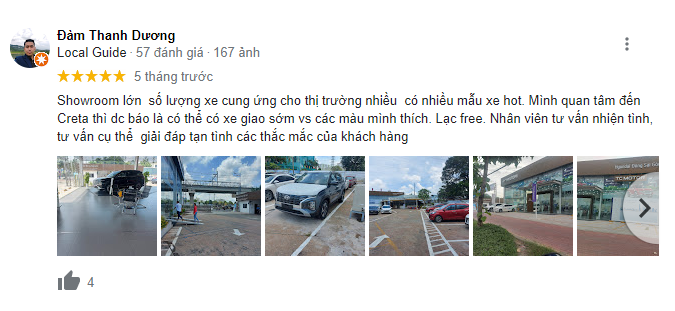 Đảm Thanh Dương
Local Guide · 57 đánh giá · 167 ảnh
5 tháng trước
Showroom lớn số lượng xe cung ứng cho thị trường nhiều có nhiều mẫu xe hot. Mình quan tâm đến
Creta thì dc báo là có thể có xe giao sớm vs các màu mình thích. Lạc free. Nhân viên tư vấn nhiện tình,
tư vấn cụ thể giải đáp tạn tình các thắc mắc của khách hàng
TCMOTOR
4